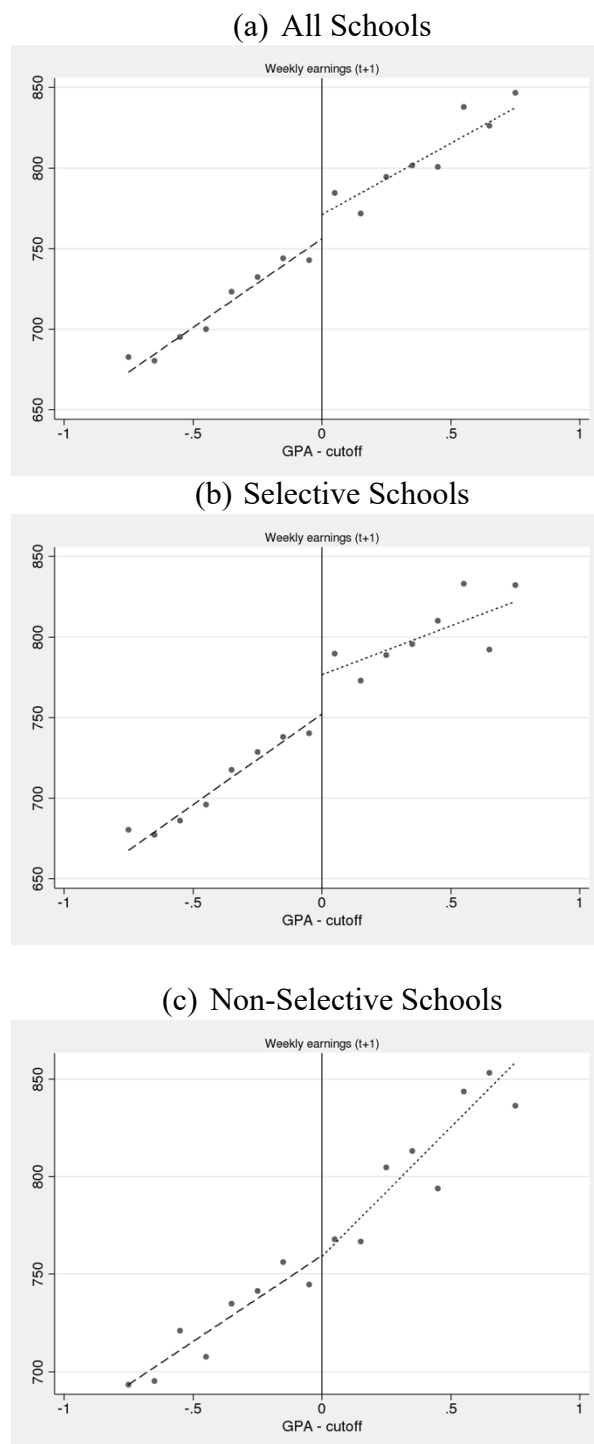 (a) All Schools
Weekly earnings (t+1)
850
800
750
700
650
-1 -.5 0 .5 1
GPA - cutoff
(b) Selective Schools
Weekly earnings (t+1)
850
800
750
700
650
-1 -.5 0 .5 1
GPA - cutoff
(c) Non-Selective Schools
Weekly earnings (t+1)
850
800
750
700
-1 -.5 0 .5 1
GPA - cutoff